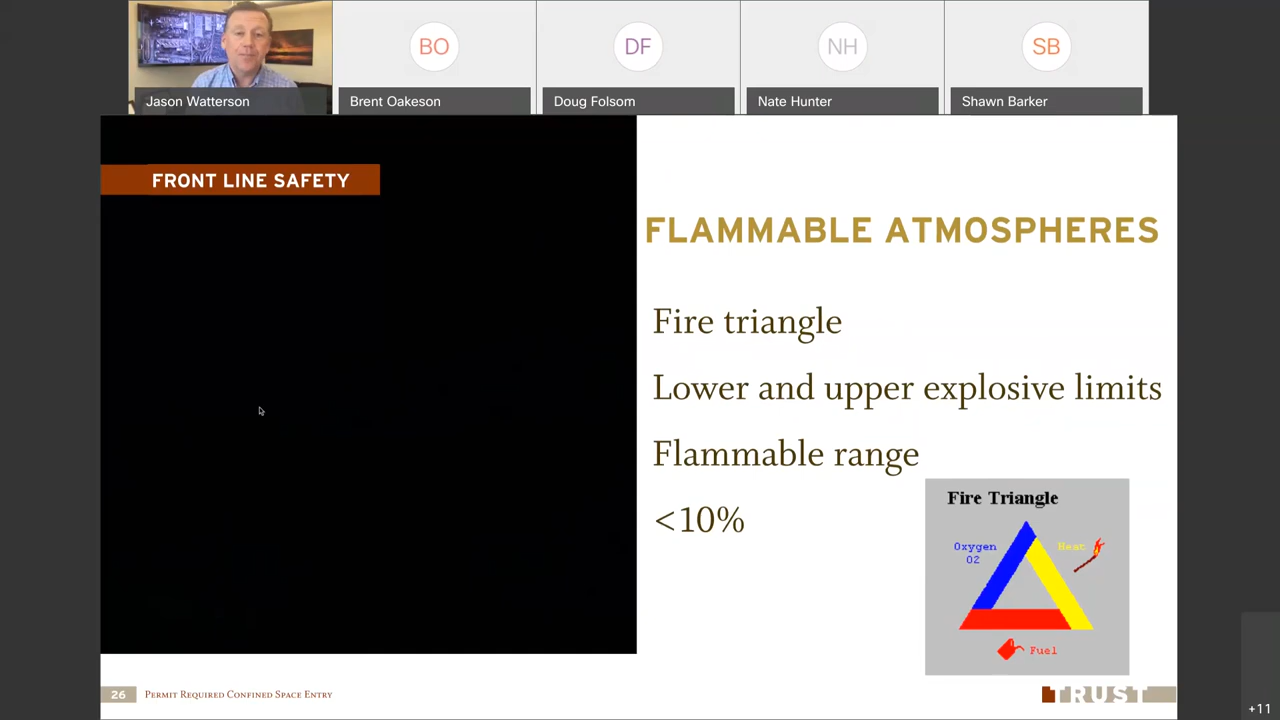 BO
DF
NH
SB
Jason Watterson
Brent Oakeson
Doug Folsom
Nate Hunter
Shawn Barker
FRONT LINE SAFETY
FLAMMABLE ATMOSPHERES
Fire triangle
Lower and upper explosive limits
Flammable range
<10%
Fire Triangle
Oxygen
O2
Heat
Fuel
26 PERMIT REQUIRED CONFINED SPACE ENTRY
TRUST
+11